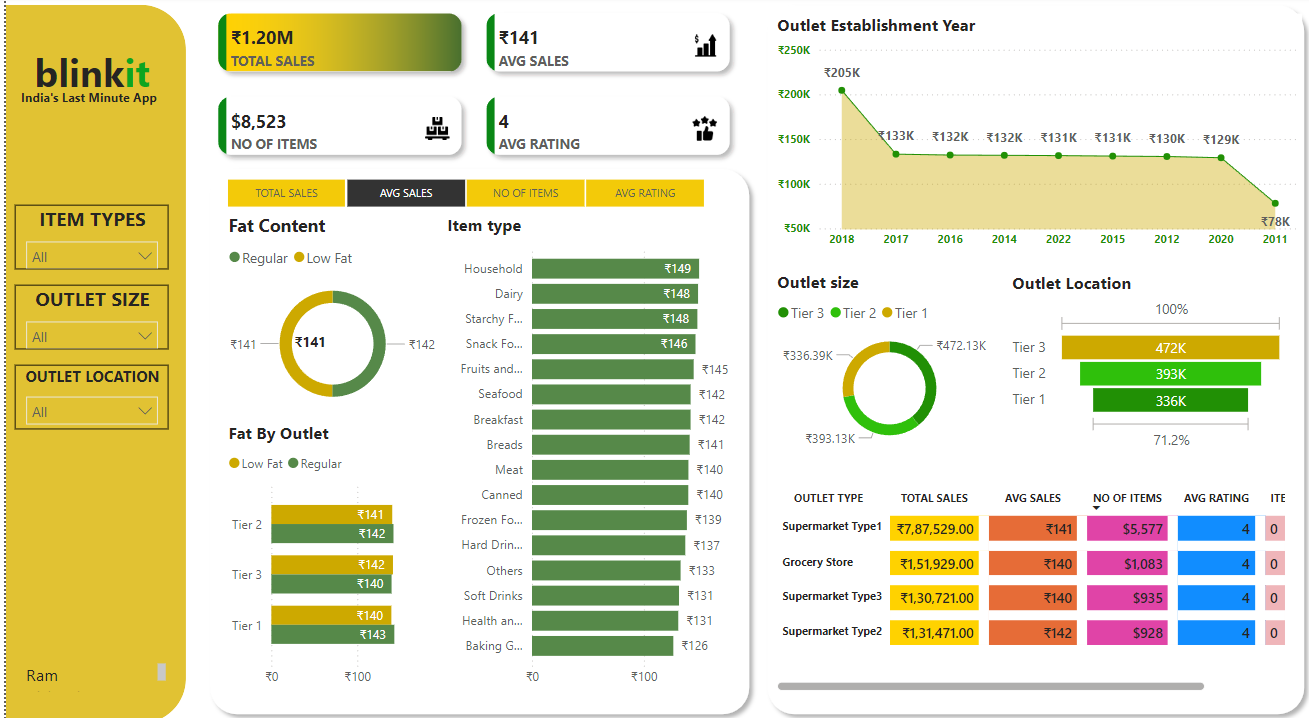 blinkit
India's Last Minute App
ITEM TYPES
All
OUTLET SIZE
All
OUTLET LOCATION
All
Ram
₹1.20M
TOTAL SALES
₹141
AVG SALES
$8,523
NO OF ITEMS
4
AVG RATING
TOTAL SALES
AVG SALES
NO OF ITEMS
AVG RATING
Fat Content
Regular Low Fat
₹141
₹141
₹142
Fat By Outlet
Low Fat Regular
Tier 2
₹141
₹142
Tier 3
₹142
₹140
Tier 1
₹140
₹143
₹0 ₹100
Item type
Household ₹149
Dairy ₹148
Starchy F... ₹148
Snack Fo... ₹146
Fruits and... ₹145
Seafood ₹142
Breakfast ₹142
Breads ₹141
Meat ₹140
Canned ₹140
Frozen Fo... ₹139
Hard Drin... ₹137
Others ₹133
Soft Drinks ₹131
Health an... ₹131
Baking G... ₹126
₹0 ₹100
Outlet Establishment Year
₹250K
₹200K
₹150K
₹100K
₹50K
₹205K ₹133K ₹132K ₹132K ₹131K ₹131K ₹130K ₹129K ₹78K
2018 2017 2016 2014 2022 2015 2012 2020 2011
Outlet size
Tier 3 Tier 2 Tier 1
₹336.39K
₹472.13K
₹393.13K
Outlet Location
100%
Tier 3 472K
Tier 2 393K
Tier 1 336K
71.2%
OUTLET TYPE TOTAL SALES AVG SALES NO OF ITEMS AVG RATING ITE
Supermarket Type1 ₹7,87,529.00 ₹141 $5,577 4 0
Grocery Store ₹1,51,929.00 ₹140 $1,083 4 0
Supermarket Type3 ₹1,30,721.00 ₹140 $935 4 0
Supermarket Type2 ₹1,31,471.00 ₹142 $928 4 0